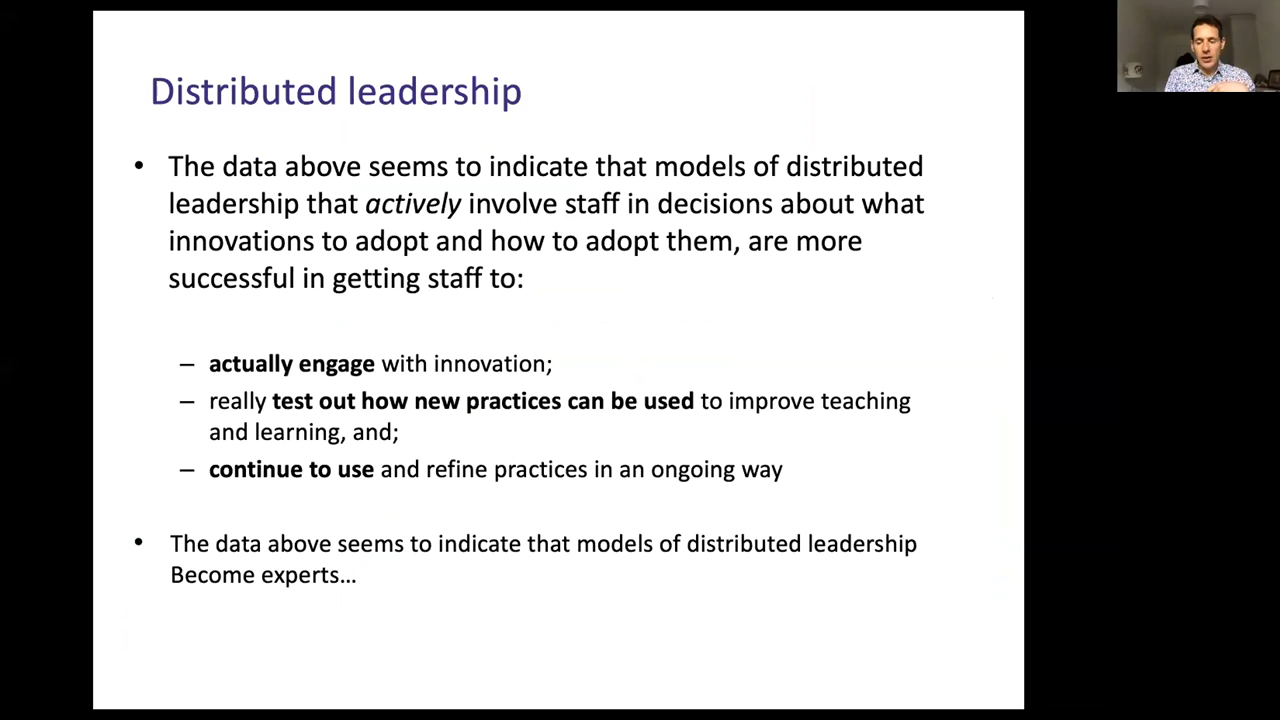 Distributed leadership
• The data above seems to indicate that models of distributed
leadership that actively involve staff in decisions about what
innovations to adopt and how to adopt them, are more
successful in getting staff to:
– actually engage with innovation;
– really test out how new practices can be used to improve teaching
and learning, and;
– continue to use and refine practices in an ongoing way
• The data above seems to indicate that models of distributed leadership
Become experts…